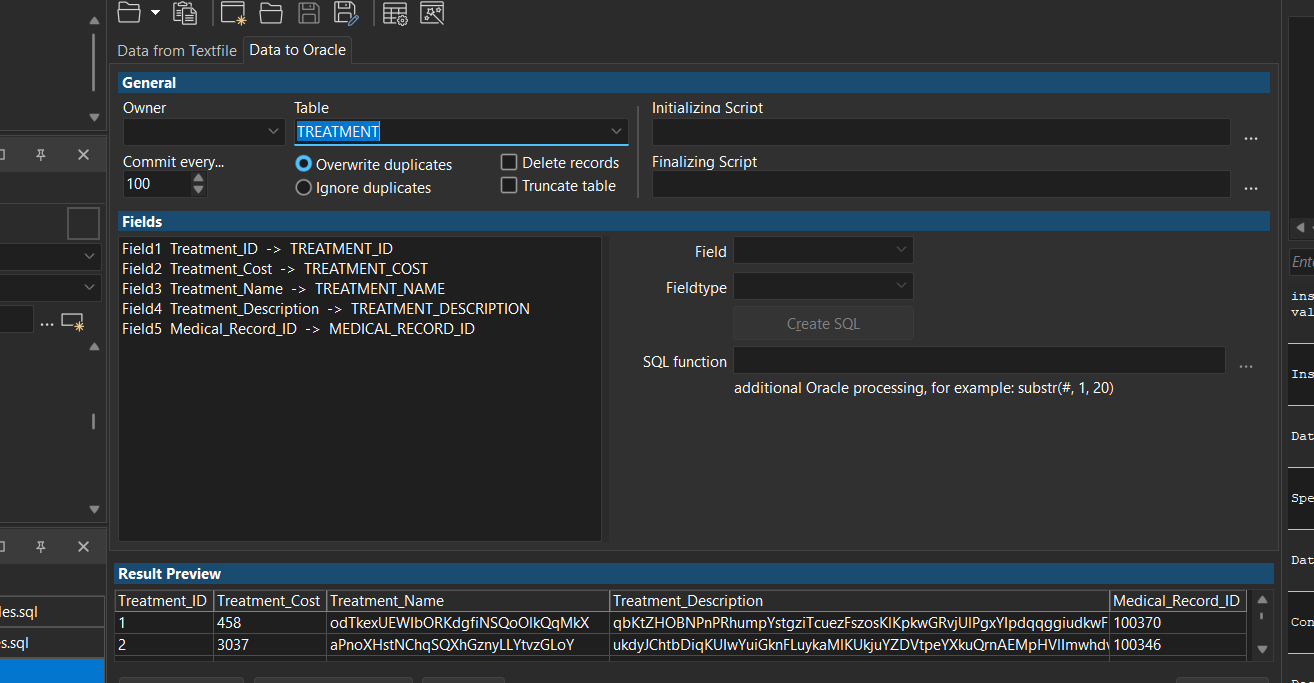 Data from Textfile Data to Oracle
General
Owner Table Initializing Script
TREATMENT ...
Commit every... Overwrite duplicates Delete records Finalizing Script
100 Ignore duplicates Truncate table ...
Fields
Field1 Treatment_ID -> TREATMENT_ID
Field2 Treatment_Cost -> TREATMENT_COST
Field3 Treatment_Name -> TREATMENT_NAME
Field4 Treatment_Description -> TREATMENT_DESCRIPTION
Field5 Medical_Record_ID -> MEDICAL_RECORD_ID
Field
Fieldtype
Create SQL
SQL function ...
additional Oracle processing, for example: substr(#, 1, 20)
Result Preview
Treatment_ID Treatment_Cost Treatment_Name Treatment_Description Medical_Record_ID
1 458 100370
2 3037 100346
...
les.sql
s.sql
Ente
ins
val
Ins
Dat
Spe
Dat
Con